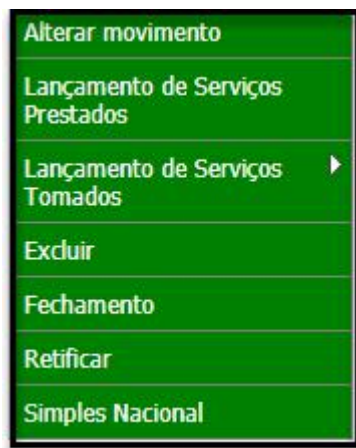 Alterar movimento
Lançamento de Serviços
Prestados
Lançamento de Serviços
Tomados
Excluir
Fechamento
Retificar
Simples Nacional